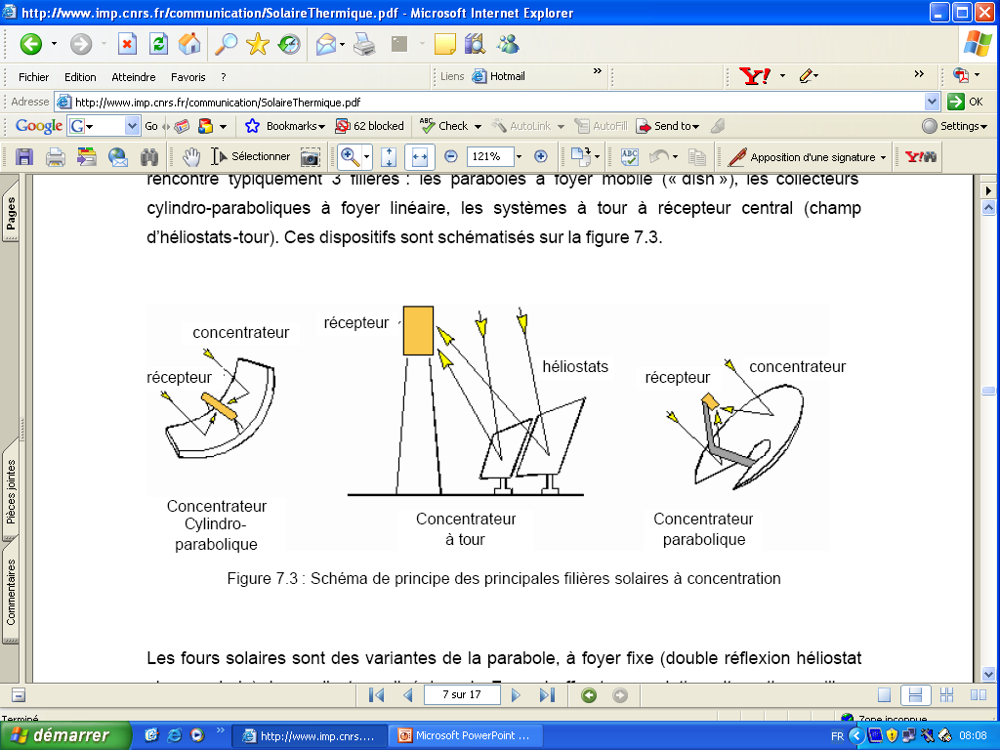 http://www.imp.cnrs.fr/communication/SolaireThermique.pdf - Microsoft Internet Explorer
Fichier Edition Atteindre Favoris ? Liens Hotmail » Y! »
Adresse http://www.imp.cnrs.fr/communication/SolaireThermique.pdf OK
Google G Go Bookmarks 62 blocked ABC Check AutoLink AutoFill Send to Settings
Sélectionner 121% ABC Apposition d'une signature Y!
Pages
Pièces jointes
Commentaires
rencontre typiquement 3 filières : les paraboles à foyer mobile (« dish »), les collecteurs
cylindro-paraboliques à foyer linéaire, les systèmes à tour à récepteur central (champ
d'héliostats-tour). Ces dispositifs sont schématisés sur la figure 7.3.
concentrateur
récepteur
Concentrateur
Cylindro-
parabolique
récepteur
héliostats
Concentrateur
à tour
récepteur
concentrateur
Concentrateur
parabolique
Figure 7.3 : Schéma de principe des principales filières solaires à concentration
Les fours solaires sont des variantes de la parabole, à foyer fixe (double réflexion héliostat
7 sur 17
Terminé
Zone inconnue
démarrer » http://www.imp.cnrs.... Microsoft PowerPoint ... FR 08:08